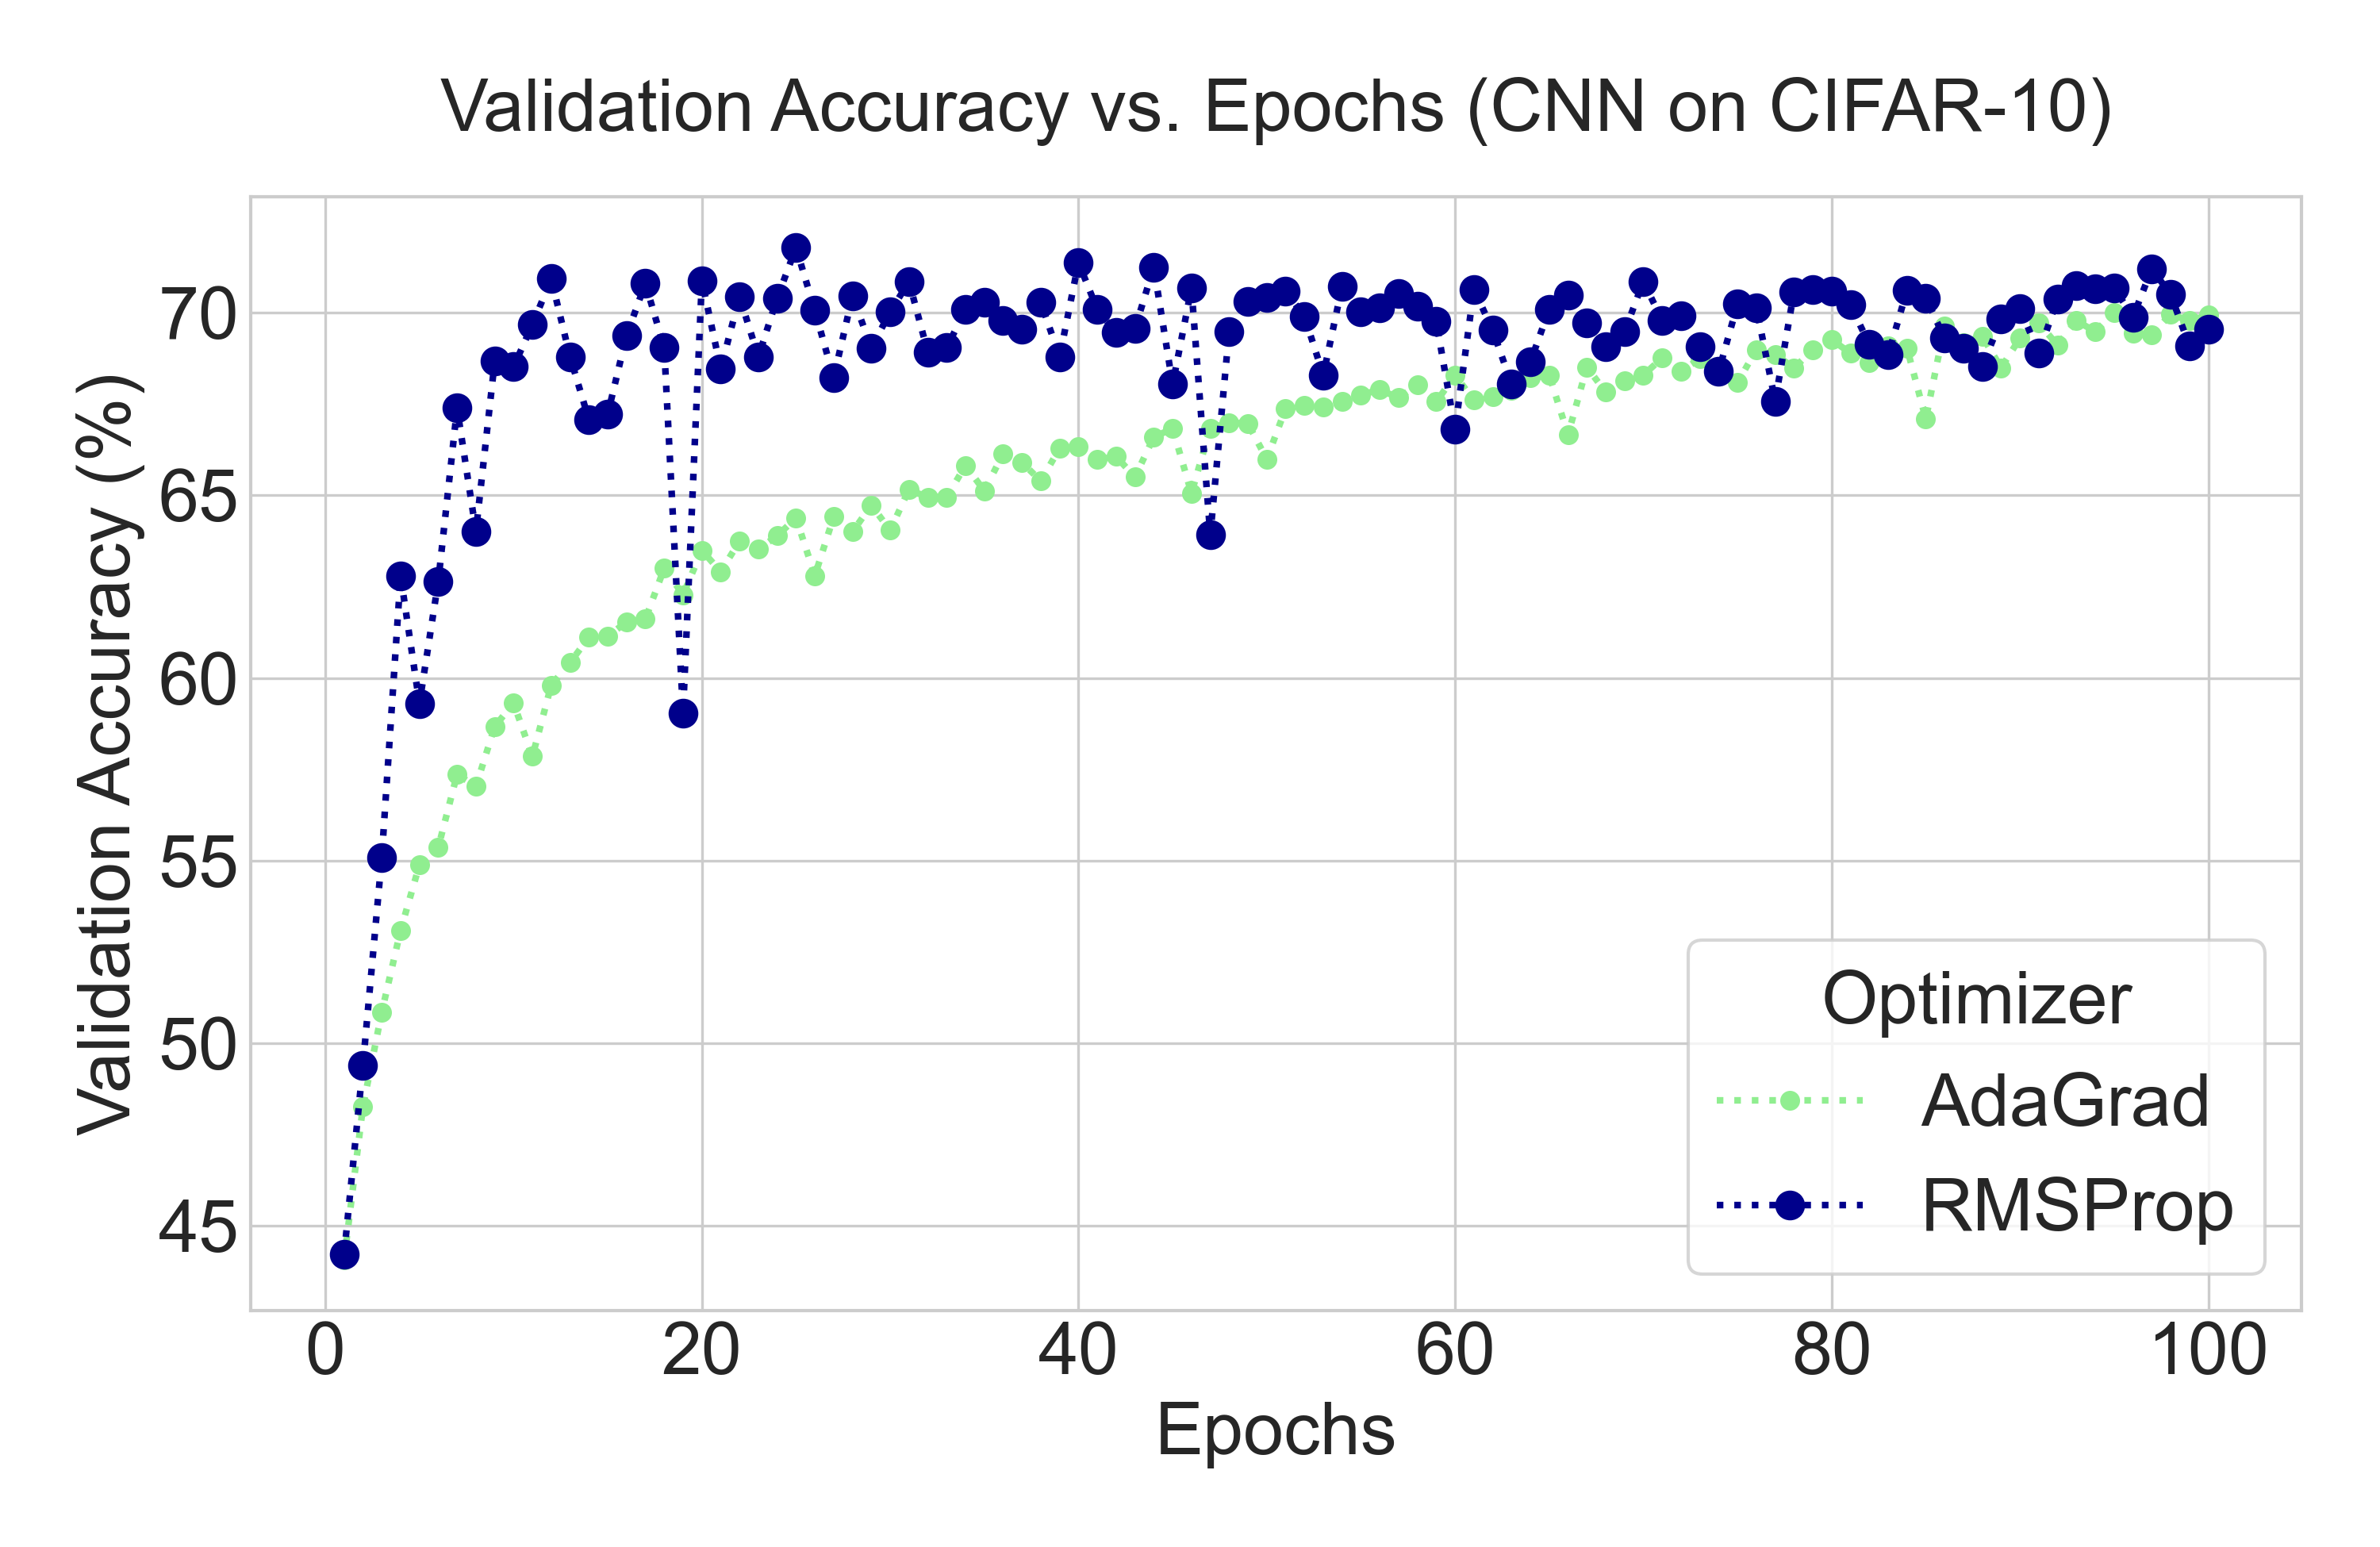 Validation Accuracy vs. Epochs (CNN on CIFAR-10)
Validation Accuracy (%)
70
65
60
55
50
45
0 20 40 60 80 100
Epochs
Optimizer
AdaGrad
RMSProp